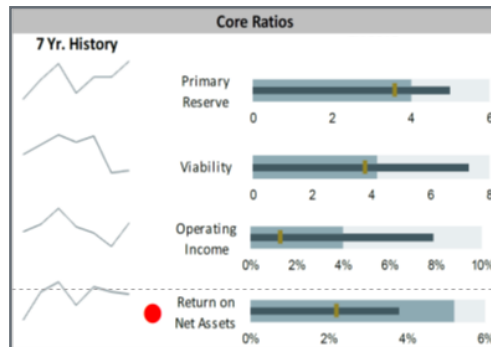 Core Ratios
7 Yr. History
Primary
Reserve
0 2 4 6
Viability
0 2 4 6 8
Operating
Income
0% 2% 4% 6% 8% 10%
Return on
Net Assets
0% 2% 4% 6%